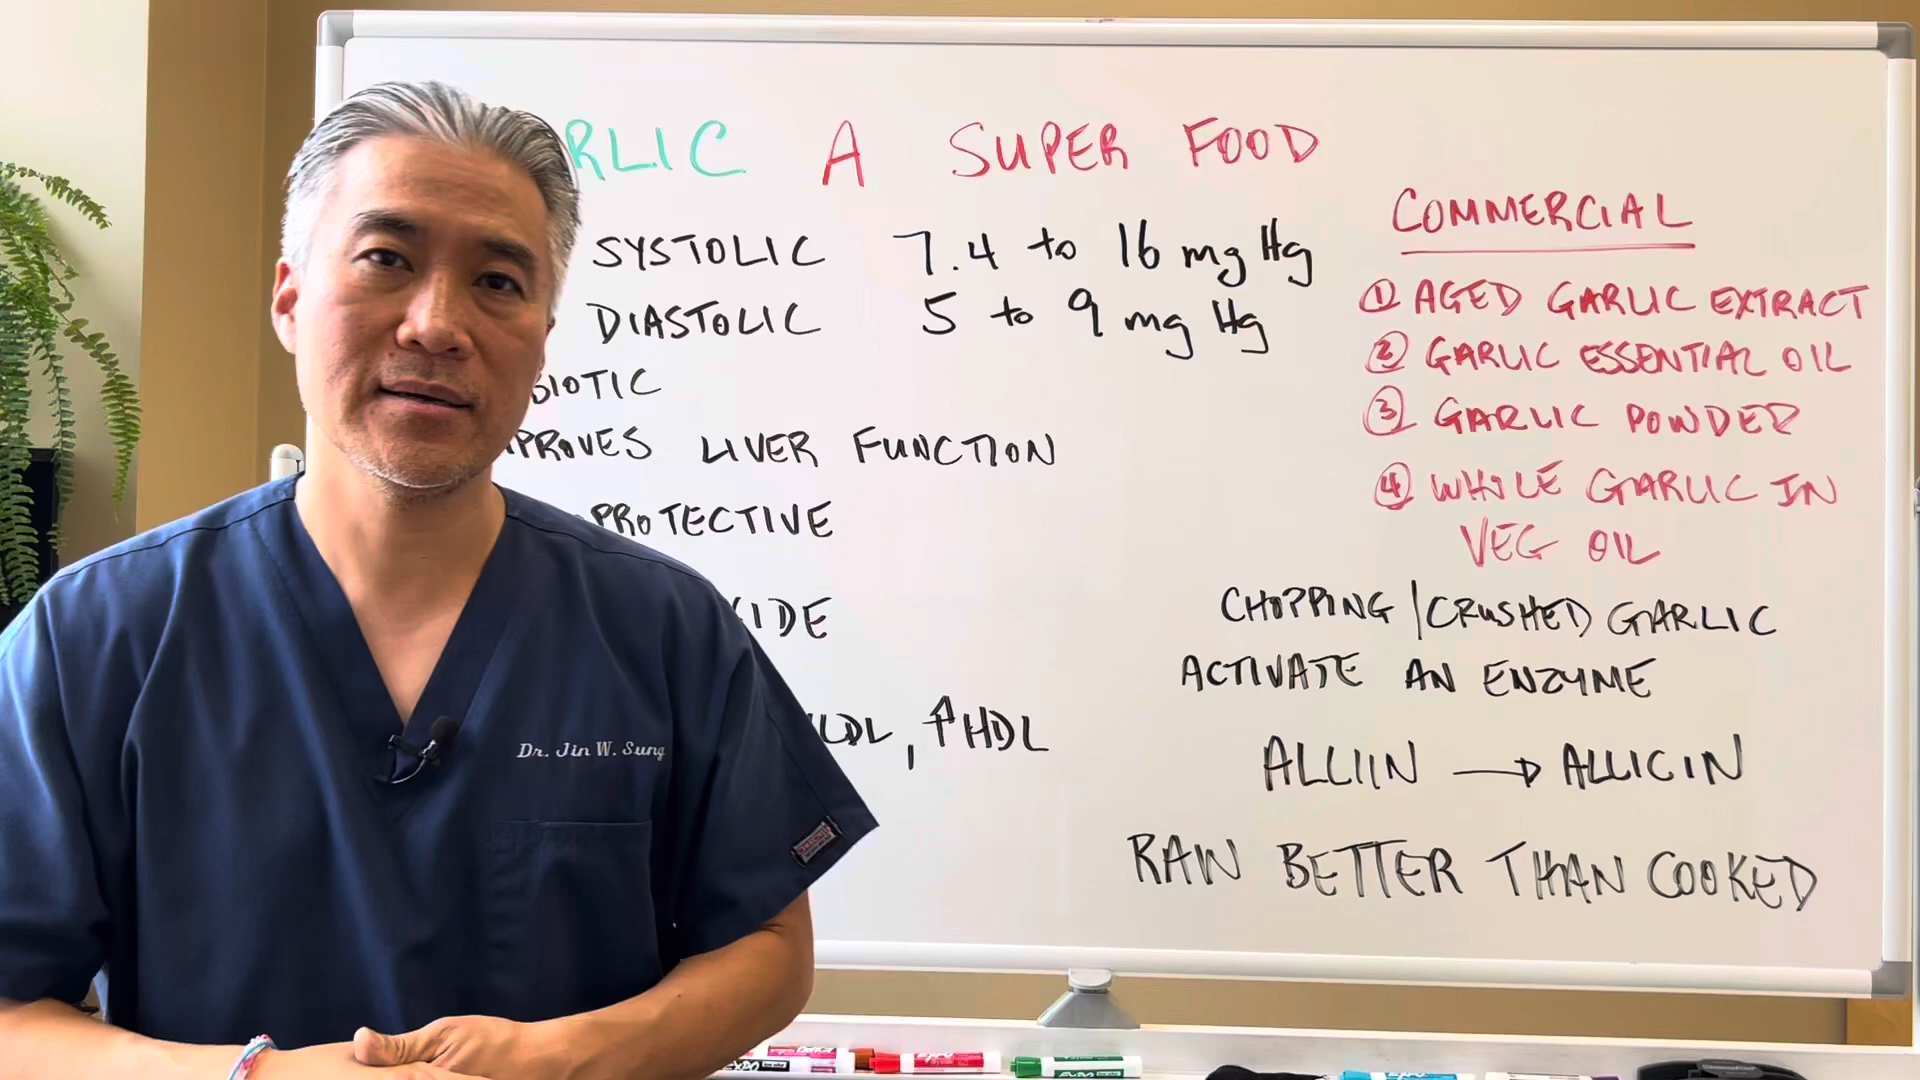 RLIC A SUPER FOOD
SYSTOLIC 7.4 to 16 mg Hg
DIASTOLIC 5 to 9 mg Hg
BIOTIC
PROVES LIVER FUNCTION
PROTECTIVE
IDE
LDL, ↑HDL
COMMERCIAL
① AGED GARLIC EXTRACT
② GARLIC ESSENTIAL OIL
③ GARLIC POWDER
④ WHOLE GARLIC IN
VEG OIL
CHOPPING/CRUSHED GARLIC
ACTIVATE AN ENZYME
ALLIIN → ALLICIN
RAW BETTER THAN COOKED
Dr. Jin W. Sung
EXPO
EXPO
EXPO